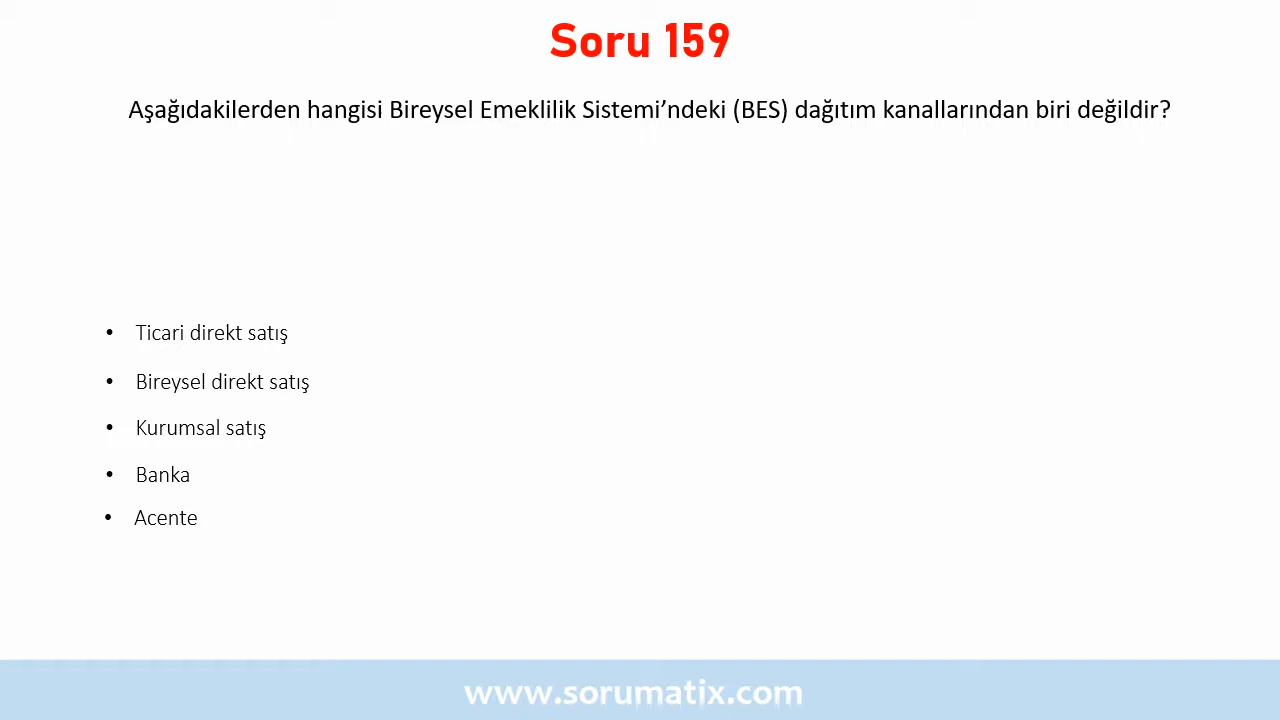 Soru 159
Aşağıdakilerden hangisi Bireysel Emeklilik Sistemi’ndeki (BES) dağıtım kanallarından biri değildir?
• Ticari direkt satış
• Bireysel direkt satış
• Kurumsal satış
• Banka
• Acente
www.sorumatix.com